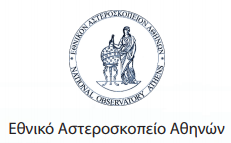 ΕΘΝΙΚΟΝ ΑΣΤΕΡΟΣΚΟΠΕΙΟΝ ΑΘΗΝΩΝ
NATIONAL OBSERVATORY ATHENS
Εθνικό Αστεροσκοπείο Αθηνών